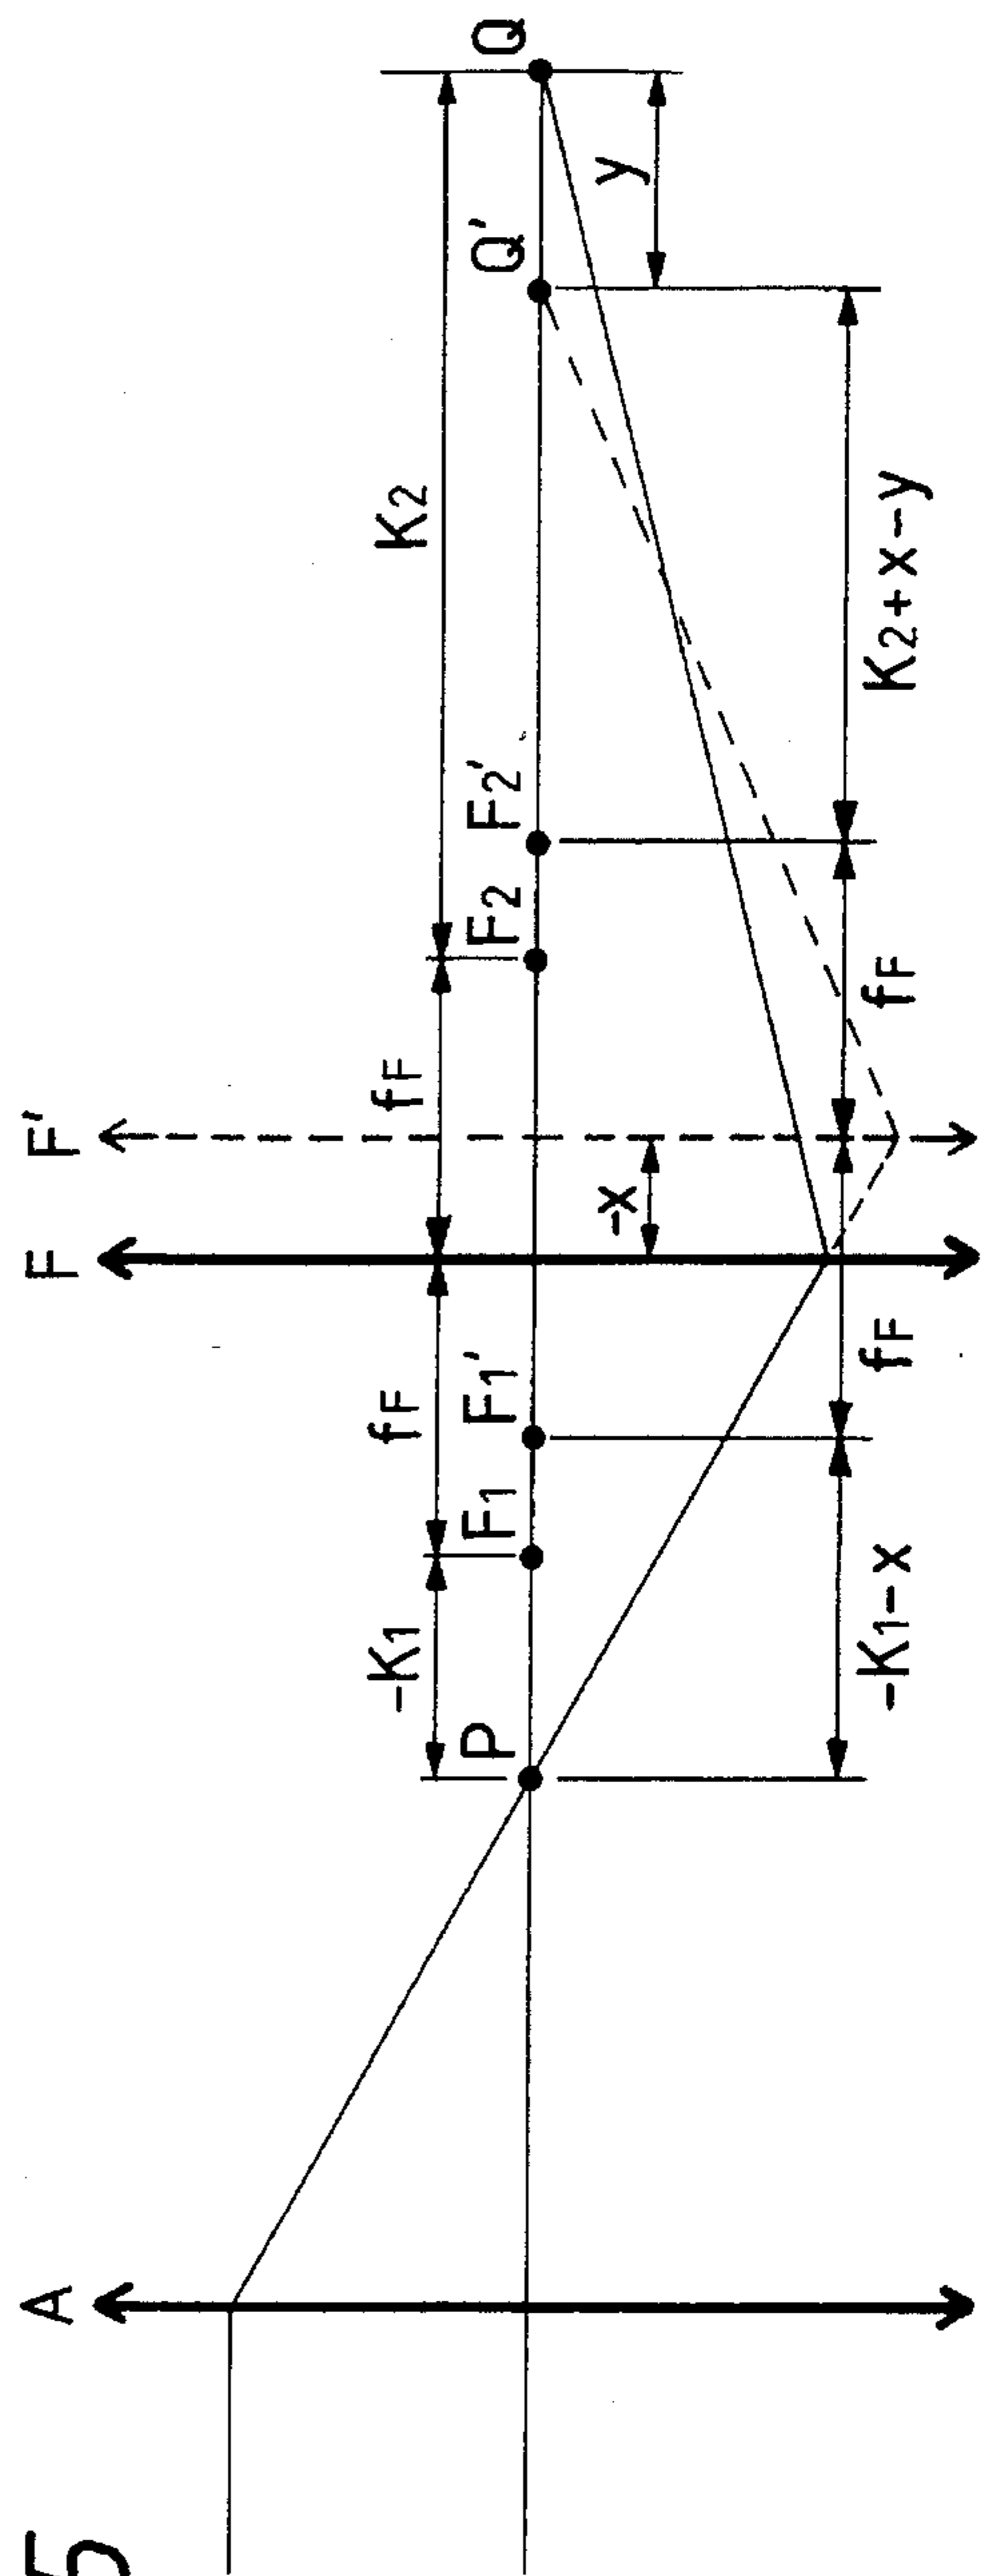 5
A
F
F′
-K₁
fF
fF
K₂
P
F₁
F₁′
F₂
F₂′
Q′
Q
-x
y
-K₁-x
fF
fF
K₂+x-y